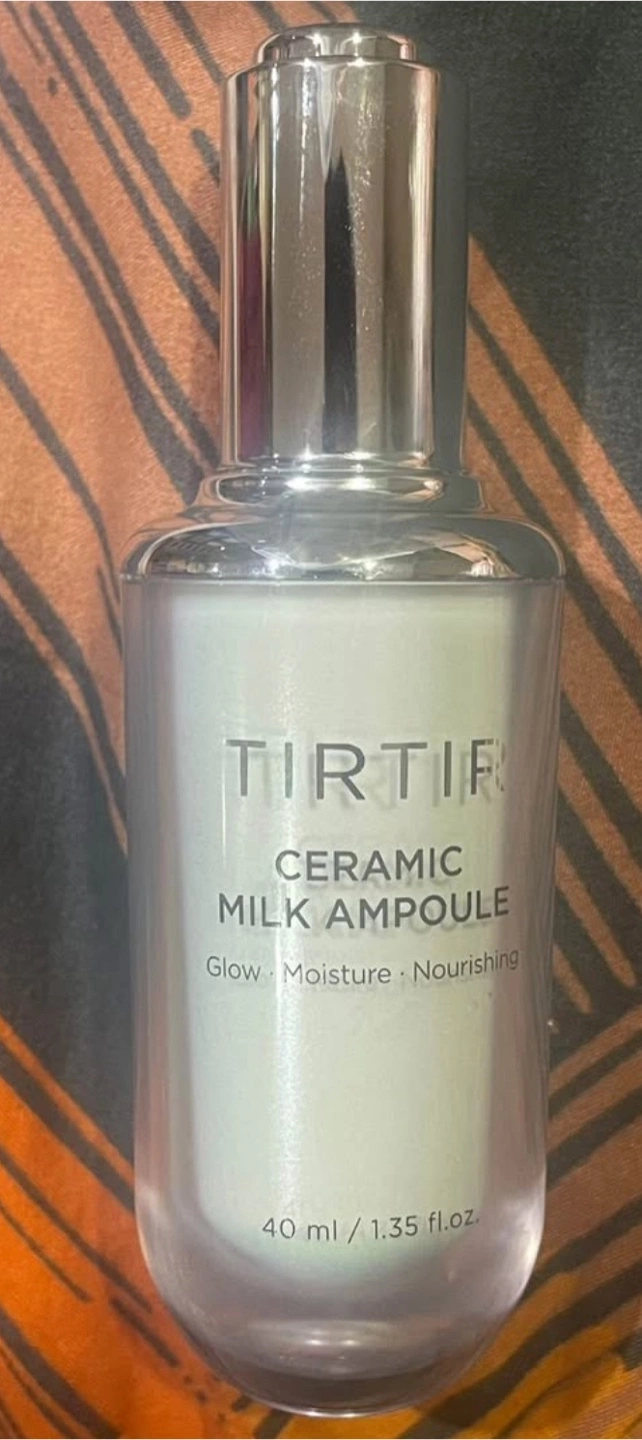 TIRTIR
CERAMIC
MILK AMPOULE
Glow · Moisture · Nourishing
40 ml / 1.35 fl.oz.